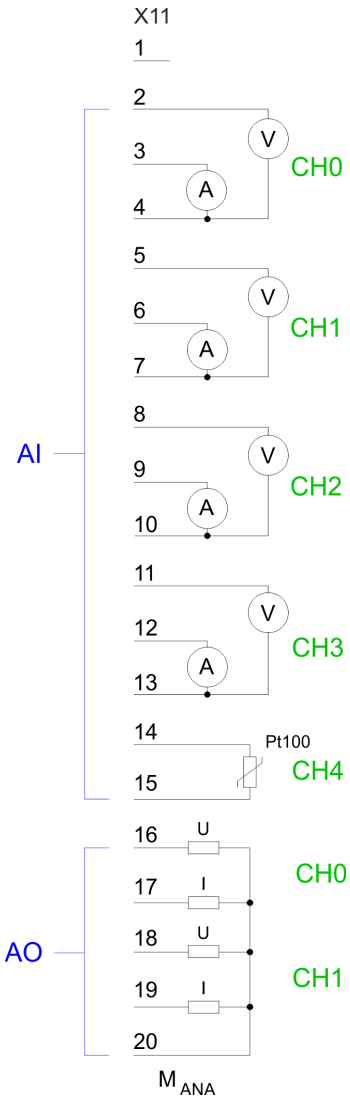 X11
1
2
V
3
CH0
A
4
5
V
6
CH1
A
7
8
V
AI
9
CH2
A
10
11
V
12
CH3
A
13
14
Pt100
CH4
15
16 U
CH0
17 I
18 U
AO
CH1
19 I
20
M ANA